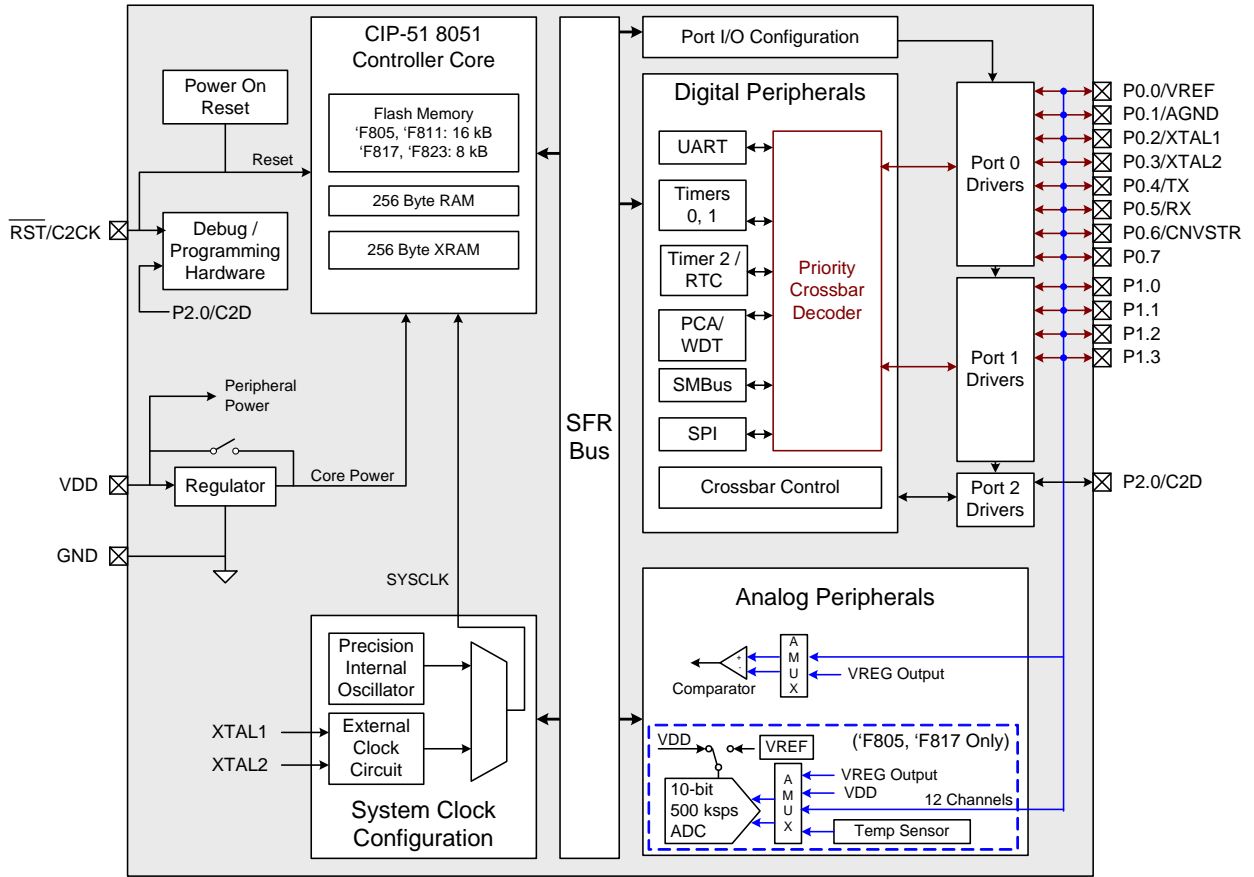 CIP-51 8051
Controller Core
Flash Memory
‘F805, ‘F811: 16 kB
‘F817, ‘F823: 8 kB
256 Byte RAM
256 Byte XRAM
Power On
Reset
Reset
RST/C2CK
Debug /
Programming
Hardware
P2.0/C2D
Peripheral
Power
VDD
Regulator
Core Power
GND
SYSCLK
Precision
Internal
Oscillator
XTAL1
XTAL2
External
Clock
Circuit
System Clock
Configuration
SFR
Bus
Port I/O Configuration
Digital Peripherals
UART
Timers
0, 1
Timer 2 /
RTC
PCA/
WDT
SMBus
SPI
Priority
Crossbar
Decoder
Crossbar Control
Port 0
Drivers
Port 1
Drivers
Port 2
Drivers
P0.0/VREF
P0.1/AGND
P0.2/XTAL1
P0.3/XTAL2
P0.4/TX
P0.5/RX
P0.6/CNVSTR
P0.7
P1.0
P1.1
P1.2
P1.3
P2.0/C2D
Analog Peripherals
+
-
Comparator
A
M
U
X
VREG Output
(‘F805, ‘F817 Only)
VDD
VREF
10-bit
500 ksps
ADC
A
M
U
X
VREG Output
VDD
12 Channels
Temp Sensor